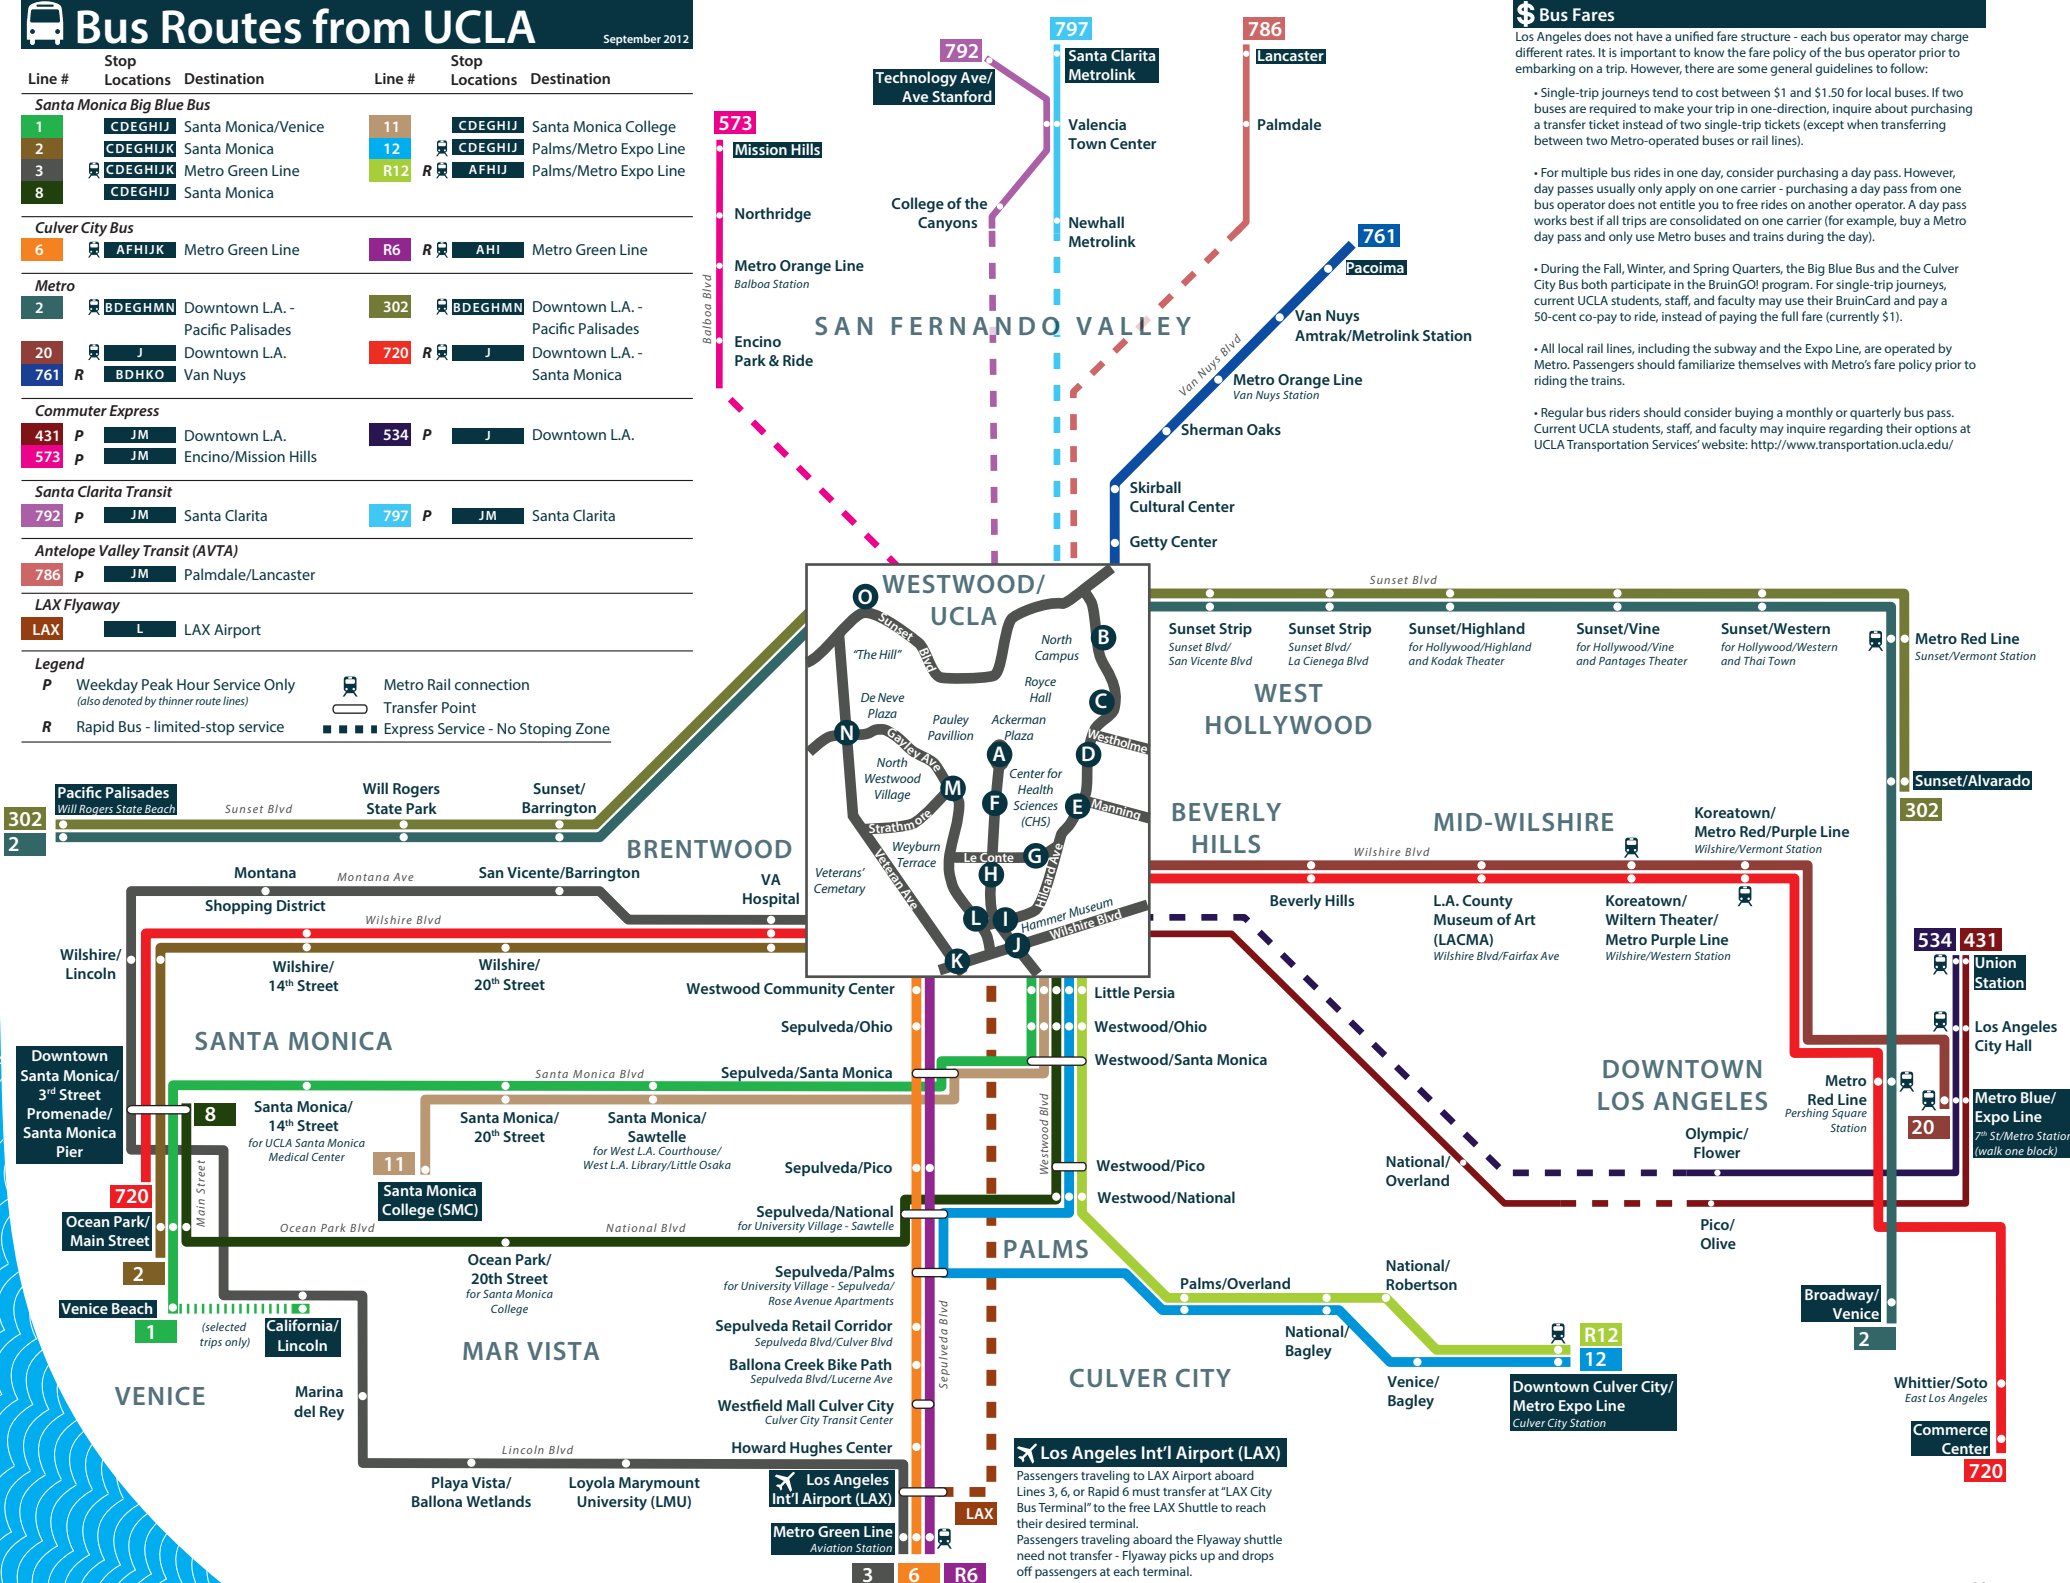 Bus Routes from UCLA
September 2012
Line #
Stop
Locations
Destination
Line #
Stop
Locations
Destination
Santa Monica Big Blue Bus
1 CDEGHIJ Santa Monica/Venice
11 CDEGHIJ Santa Monica College
2 CDEGHIJK Santa Monica
12 CDEGHIJ Palms/Metro Expo Line
3 CDEGHIJK Metro Green Line
R12 R AFHIJ Palms/Metro Expo Line
8 CDEGHIJ Santa Monica
Culver City Bus
6 AFHIJK Metro Green Line
R6 R AHI Metro Green Line
Metro
2 BDEGHMN Downtown L.A. -
Pacific Palisades
302 BDEGHMN Downtown L.A. -
Pacific Palisades
20 J Downtown L.A.
720 R J Downtown L.A. -
Santa Monica
761 R BDHKO Van Nuys
Commuter Express
431 P JM Downtown L.A.
534 P J Downtown L.A.
573 P JM Encino/Mission Hills
Santa Clarita Transit
792 P JM Santa Clarita
797 P JM Santa Clarita
Antelope Valley Transit (AVTA)
786 P JM Palmdale/Lancaster
LAX Flyaway
LAX L LAX Airport
Legend
P Weekday Peak Hour Service Only
(also denoted by thinner route lines)
R Rapid Bus - limited-stop service
Metro Rail connection
Transfer Point
Express Service - No Stoping Zone
$ Bus Fares
Los Angeles does not have a unified fare structure - each bus operator may charge
different rates. It is important to know the fare policy of the bus operator prior to
embarking on a trip. However, there are some general guidelines to follow:
• Single-trip journeys tend to cost between $1 and $1.50 for local buses. If two
buses are required to make your trip in one-direction, inquire about purchasing
a transfer ticket instead of two single-trip tickets (except when transferring
between two Metro-operated buses or rail lines).
• For multiple bus rides in one day, consider purchasing a day pass. However,
day passes usually only apply on one carrier - purchasing a day pass from one
bus operator does not entitle you to free rides on another operator. A day pass
works best if all trips are consolidated on one carrier (for example, buy a Metro
day pass and only use Metro buses and trains during the day).
• During the Fall, Winter, and Spring Quarters, the Big Blue Bus and the Culver
City Bus both participate in the BruinGO! program. For single-trip journeys,
current UCLA students, staff, and faculty may use their BruinCard and pay a
50-cent co-pay to ride, instead of paying the full fare (currently $1).
• All local rail lines, including the subway and the Expo Line, are operated by
Metro. Passengers should familiarize themselves with Metro's fare policy prior to
riding the trains.
• Regular bus riders should consider buying a monthly or quarterly bus pass.
Current UCLA students, staff, and faculty may inquire regarding their options at
UCLA Transportation Services' website: http://www.transportation.ucla.edu/
573
Mission Hills
Northridge
Metro Orange Line
Balboa Station
Balboa Blvd
Encino
Park & Ride
792
Technology Ave/
Ave Stanford
College of the
Canyons
797
Santa Clarita
Metrolink
Valencia
Town Center
Newhall
Metrolink
786
Lancaster
Palmdale
SAN FERNANDO VALLEY
761
Pacoima
Van Nuys
Amtrak/Metrolink Station
Van Nuys Blvd
Metro Orange Line
Van Nuys Station
Sherman Oaks
Skirball
Cultural Center
Getty Center
WESTWOOD/
UCLA
O
Sunset
Blvd
"The Hill"
North
Campus
B
Royce
Hall
C
De Neve
Plaza
Pauley
Pavillion
Ackerman
Plaza
N
Gayley Ave
A
D
Westholme
North
Westwood
Village
M
Center for
Health
Sciences
(CHS)
F
E
Manning
Strathmore
Weyburn
Terrace
Le Conte
G
H
Veterans'
Cemetary
Veteran Ave
Hilgard Ave
L
I
Hammer Museum
Wilshire Blvd
J
K
Sunset Blvd
Sunset Strip
Sunset Blvd/
San Vicente Blvd
Sunset Strip
Sunset Blvd/
La Cienega Blvd
Sunset/Highland
for Hollywood/Highland
and Kodak Theater
Sunset/Vine
for Hollywood/Vine
and Pantages Theater
Sunset/Western
for Hollywood/Western
and Thai Town
Metro Red Line
Sunset/Vermont Station
WEST
HOLLYWOOD
Sunset/Alvarado
302
BEVERLY
HILLS
MID-WILSHIRE
Koreatown/
Metro Red/Purple Line
Wilshire/Vermont Station
Wilshire Blvd
Beverly Hills
L.A. County
Museum of Art
(LACMA)
Wilshire Blvd/Fairfax Ave
Koreatown/
Wiltern Theater/
Metro Purple Line
Wilshire/Western Station
534
431
Union
Station
Los Angeles
City Hall
DOWNTOWN
LOS ANGELES
Metro
Red Line
Pershing Square
Station
Metro Blue/
Expo Line
7th St/Metro Station
(walk one block)
20
Olympic/
Flower
National/
Overland
Pico/
Olive
Broadway/
Venice
2
Whittier/Soto
East Los Angeles
Commerce
Center
720
Pacific Palisades
Will Rogers State Beach
302
2
Sunset Blvd
Will Rogers
State Park
Sunset/
Barrington
BRENTWOOD
Montana
Shopping District
Montana Ave
San Vicente/Barrington
VA
Hospital
Wilshire Blvd
Wilshire/
Lincoln
Wilshire/
14th Street
Wilshire/
20th Street
SANTA MONICA
Downtown
Santa Monica/
3rd Street
Promenade/
Santa Monica
Pier
8
Santa Monica Blvd
Santa Monica/
14th Street
for UCLA Santa Monica
Medical Center
Santa Monica/
20th Street
Santa Monica/
Sawtelle
for West L.A. Courthouse/
West L.A. Library/Little Osaka
11
Santa Monica
College (SMC)
720
Ocean Park/
Main Street
2
Main Street
Ocean Park Blvd
National Blvd
Ocean Park/
20th Street
for Santa Monica
College
Venice Beach
1
(selected
trips only)
California/
Lincoln
MAR VISTA
VENICE
Marina
del Rey
Lincoln Blvd
Playa Vista/
Ballona Wetlands
Loyola Marymount
University (LMU)
Westwood Community Center
Sepulveda/Ohio
Sepulveda/Santa Monica
Sepulveda/Pico
Sepulveda/National
for University Village - Sawtelle
Sepulveda/Palms
for University Village - Sepulveda/
Rose Avenue Apartments
Sepulveda Retail Corridor
Sepulveda Blvd/Culver Blvd
Ballona Creek Bike Path
Sepulveda Blvd/Lucerne Ave
Westfield Mall Culver City
Culver City Transit Center
Howard Hughes Center
Los Angeles
Int'l Airport (LAX)
Metro Green Line
Aviation Station
3
6
R6
LAX
Sepulveda Blvd
Little Persia
Westwood/Ohio
Westwood/Santa Monica
Westwood Blvd
Westwood/Pico
Westwood/National
PALMS
Palms/Overland
National/
Robertson
National/
Bagley
Venice/
Bagley
CULVER CITY
R12
12
Downtown Culver City/
Metro Expo Line
Culver City Station
Los Angeles Int'l Airport (LAX)
Passengers traveling to LAX Airport aboard
Lines 3, 6, or Rapid 6 must transfer at "LAX City
Bus Terminal" to the free LAX Shuttle to reach
their desired terminal.
Passengers traveling aboard the Flyaway shuttle
need not transfer - Flyaway picks up and drops
off passengers at each terminal.